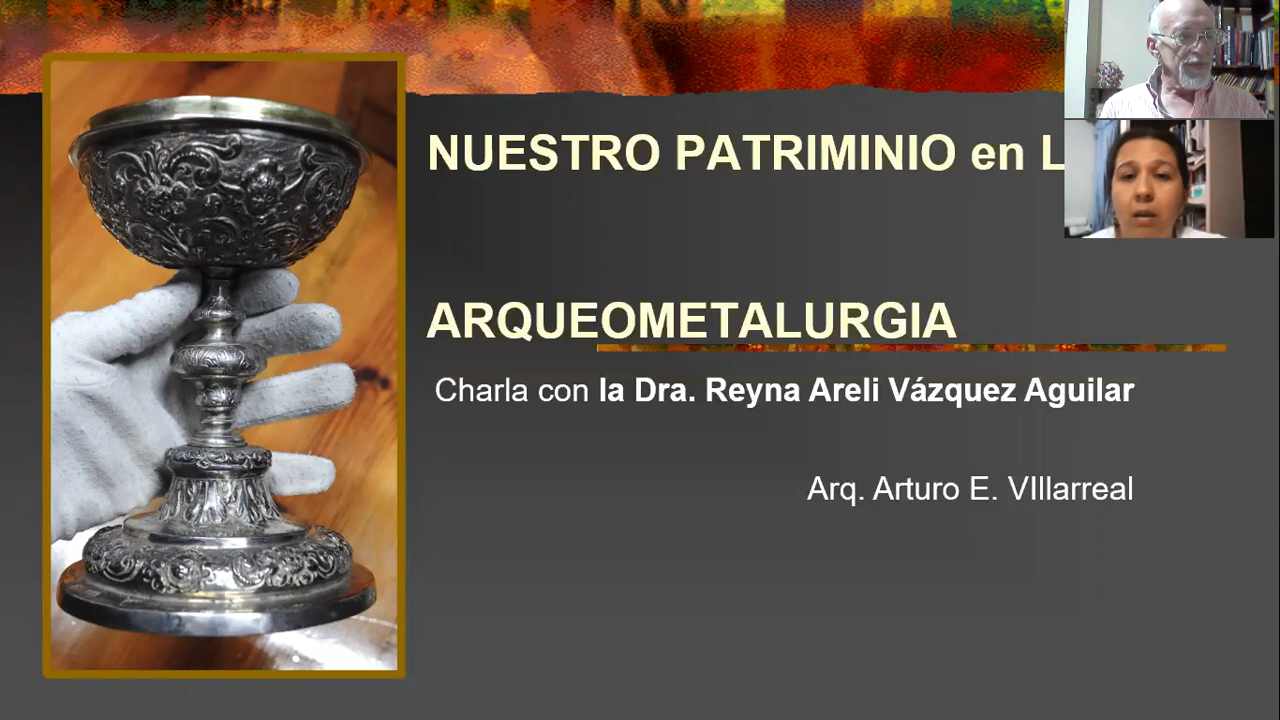 NUESTRO PATRIMINIO en L
ARQUEOMETALURGIA
Charla con la Dra. Reyna Areli Vázquez Aguilar
Arq. Arturo E. VIllarreal